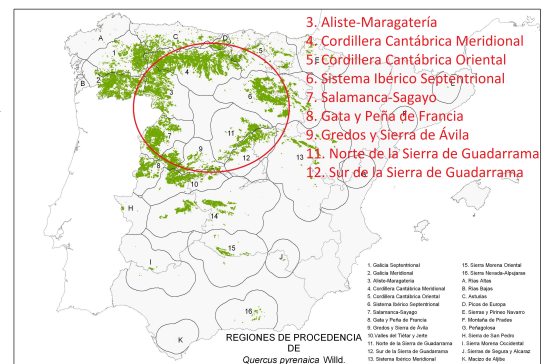 3. Aliste-Maragatería
4. Cordillera Cantábrica Meridional
5. Cordillera Cantábrica Oriental
6. Sistema Ibérico Septentrional
7. Salamanca-Sagayo
8. Gata y Peña de Francia
9. Gredos y Sierra de Ávila
11. Norte de la Sierra de Guadarrama
12. Sur de la Sierra de Guadarrama
A
C
D
1
5
E
4
B
2
3
6
7
11
9
12
13
8
10
H
14
15
I
J
16
K
1. Galicia Septentrional
2. Galicia Meridional
3. Aliste-Maragatería
4. Cordillera Cantábrica Meridional
5. Cordillera Cantábrica Oriental
6. Sistema Ibérico Septentrional
7. Salamanca-Sayago
8. Gata y Peña de Francia
9. Gredos y Sierra de Ávila
10. Valles del Tiétar y Jerte
11. Norte de la Sierra de Guadarrama
12. Sur de la Sierra de Guadarrama
13. Sistema Ibérico Meridional
15. Sierra Morena Oriental
16. Sierra Nevada-Alpujarras
A. Rías Altas
B. Rías Bajas
C. Asturias
D. Picos de Europa
E. Sierras y Pirineo Navarro
F. Montaña de Prades
G. Peñagolosa
H. Sierra de San Pedro
I. Sierra Morena Occidental
J. Sierras de Segura y Alcaraz
K. Macizo de Aljibe
REGIONES DE PROCEDENCIA
DE
Quercus pyrenaica Willd.